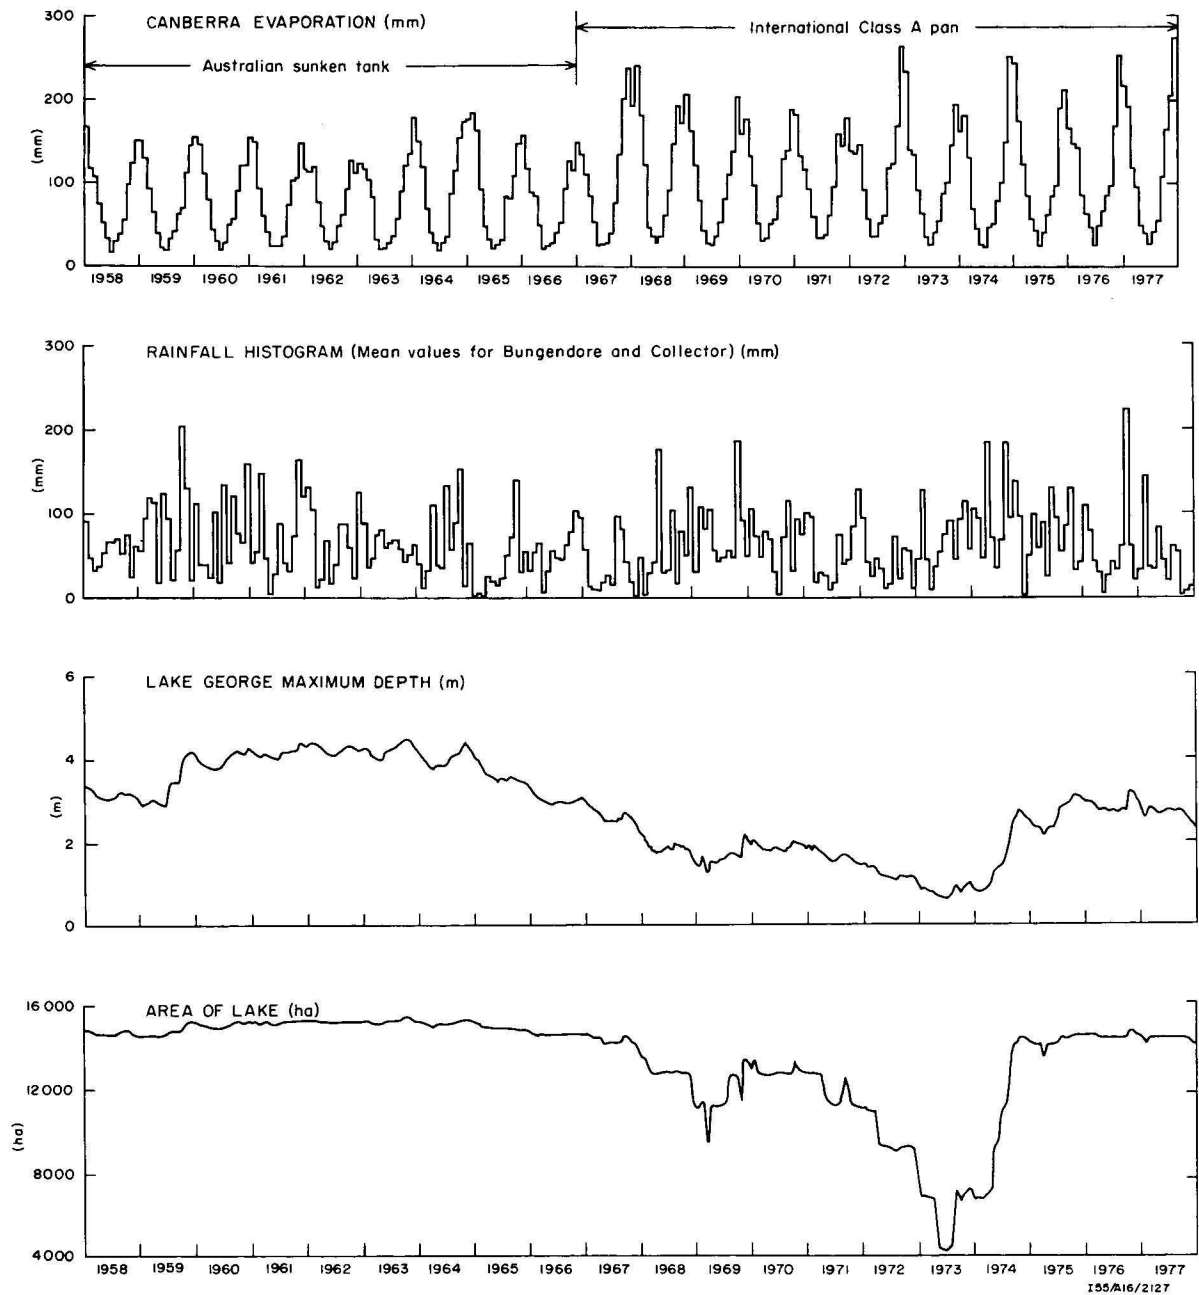 CANBERRA EVAPORATION (mm)
International Class A pan
Australian sunken tank
300
200
100
0
(mm)
1958 1959 1960 1961 1962 1963 1964 1965 1966 1967 1968 1969 1970 1971 1972 1973 1974 1975 1976 1977
RAINFALL HISTOGRAM (Mean values for Bungendore and Collector) (mm)
300
200
100
0
(mm)
LAKE GEORGE MAXIMUM DEPTH (m)
6
4
2
0
(m)
AREA OF LAKE (ha)
16 000
12 000
8000
4000
(ha)
1958 1959 1960 1961 1962 1963 1964 1965 1966 1967 1968 1969 1970 1971 1972 1973 1974 1975 1976 1977
I55/A16/2127